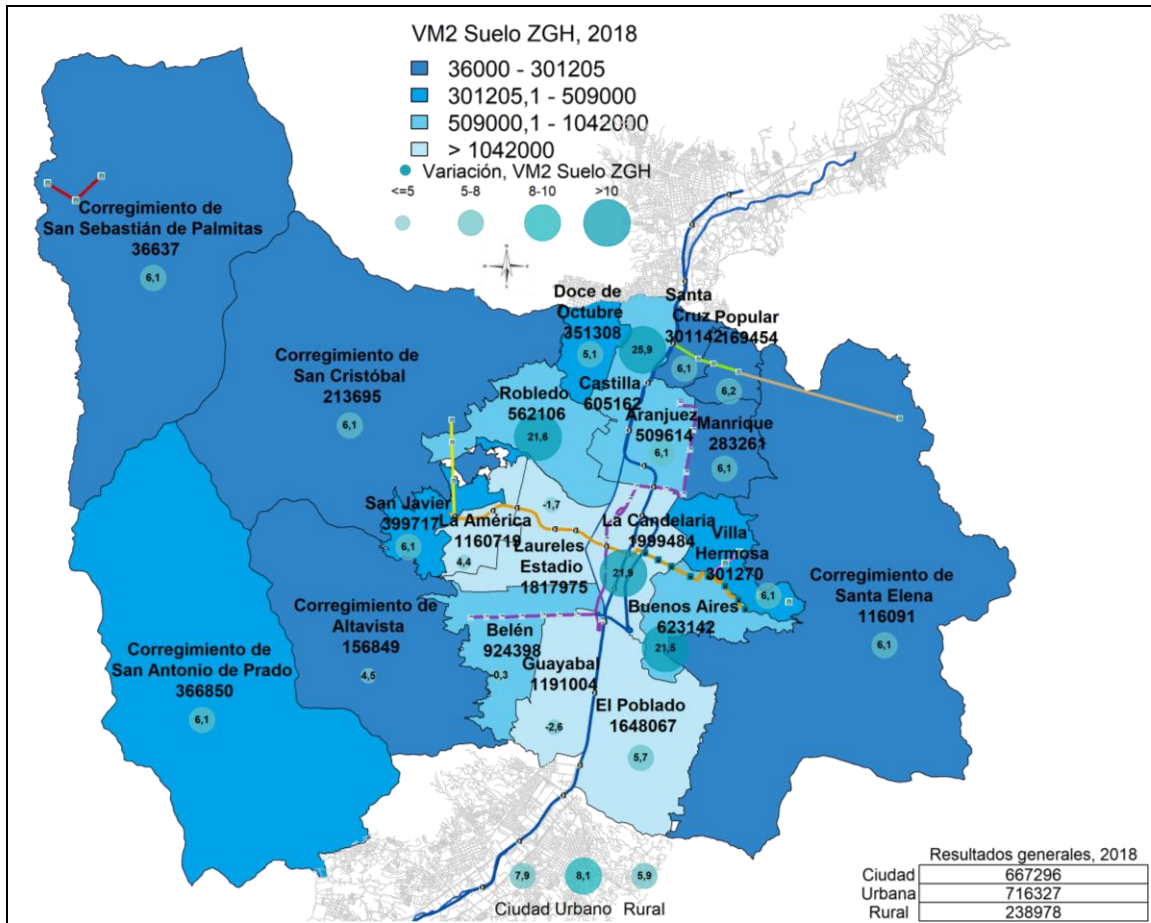 VM2 Suelo ZGH, 2018
36000 - 301205
301205,1 - 509000
509000,1 - 1042000
> 1042000
Variación, VM2 Suelo ZGH
<=5 5-8 8-10 >10
Corregimiento de
San Sebastián de Palmitas
36637
6,1
Corregimiento de
San Cristóbal
213695
6,1
Doce de
Octubre
351308
5,1
25,9
Castilla
605162
Santa
Cruz
301142
6,1
Popular
169454
6,2
Robledo
562106
21,6
Aranjuez
509614
6,1
Manrique
283261
6,1
San Javier
399717
6,1
La América
1160719
4,4
-1,7
Laureles
Estadio
1817975
La Candelaria
1999484
21,9
Villa
Hermosa
301270
6,1
Buenos Aires
623142
21,5
Corregimiento de
Santa Elena
116091
6,1
Corregimiento de
Altavista
156849
4,5
Corregimiento de
San Antonio de Prado
366850
6,1
Belén
924398
-0,3
Guayabal
1191004
-2,6
El Poblado
1648067
5,7
7,9 8,1 5,9
Ciudad Urbano Rural
Resultados generales, 2018
Ciudad 667296
Urbana 716327
Rural 238978